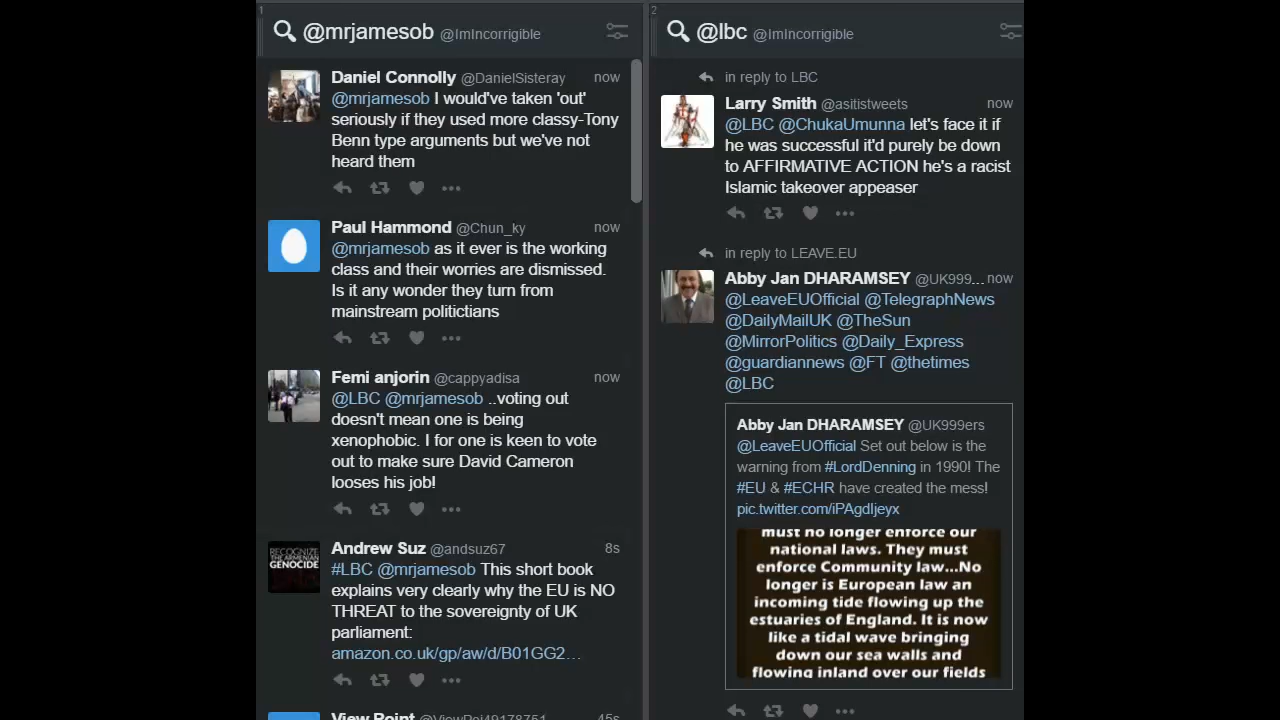 1
@mrjamesob @ImIncorrigible
Daniel Connolly @DanielSisteray now
@mrjamesob I would've taken 'out'
seriously if they used more classy-Tony
Benn type arguments but we've not
heard them
Paul Hammond @Chun_ky now
@mrjamesob as it ever is the working
class and their worries are dismissed.
Is it any wonder they turn from
mainstream politictians
Femi anjorin @cappyadisa now
@LBC @mrjamesob ..voting out
doesn't mean one is being
xenophobic. I for one is keen to vote
out to make sure David Cameron
looses his job!
RECOGNIZE
THE ARMENIAN
GENOCIDE
Andrew Suz @andsuz67 8s
#LBC @mrjamesob This short book
explains very clearly why the EU is NO
THREAT to the sovereignty of UK
parliament:
amazon.co.uk/gp/aw/d/B01GG2…
View Point @ViewPoi49178751 45s
2
@lbc @ImIncorrigible
in reply to LBC
Larry Smith @asitistweets now
@LBC @ChukaUmunna let's face it if
he was successful it'd purely be down
to AFFIRMATIVE ACTION he's a racist
Islamic takeover appeaser
in reply to LEAVE.EU
Abby Jan DHARAMSEY @UK999... now
@LeaveEUOfficial @TelegraphNews
@DailyMailUK @TheSun
@MirrorPolitics @Daily_Express
@guardiannews @FT @thetimes
@LBC
Abby Jan DHARAMSEY @UK999ers
@LeaveEUOfficial Set out below is the
warning from #LordDenning in 1990! The
#EU & #ECHR have created the mess!
pic.twitter.com/iPAgdIjeyx
must no longer enforce our
national laws. They must
enforce Community law...No
longer is European law an
incoming tide flowing up the
estuaries of England. It is now
like a tidal wave bringing
down our sea walls and
flowing inland over our fields